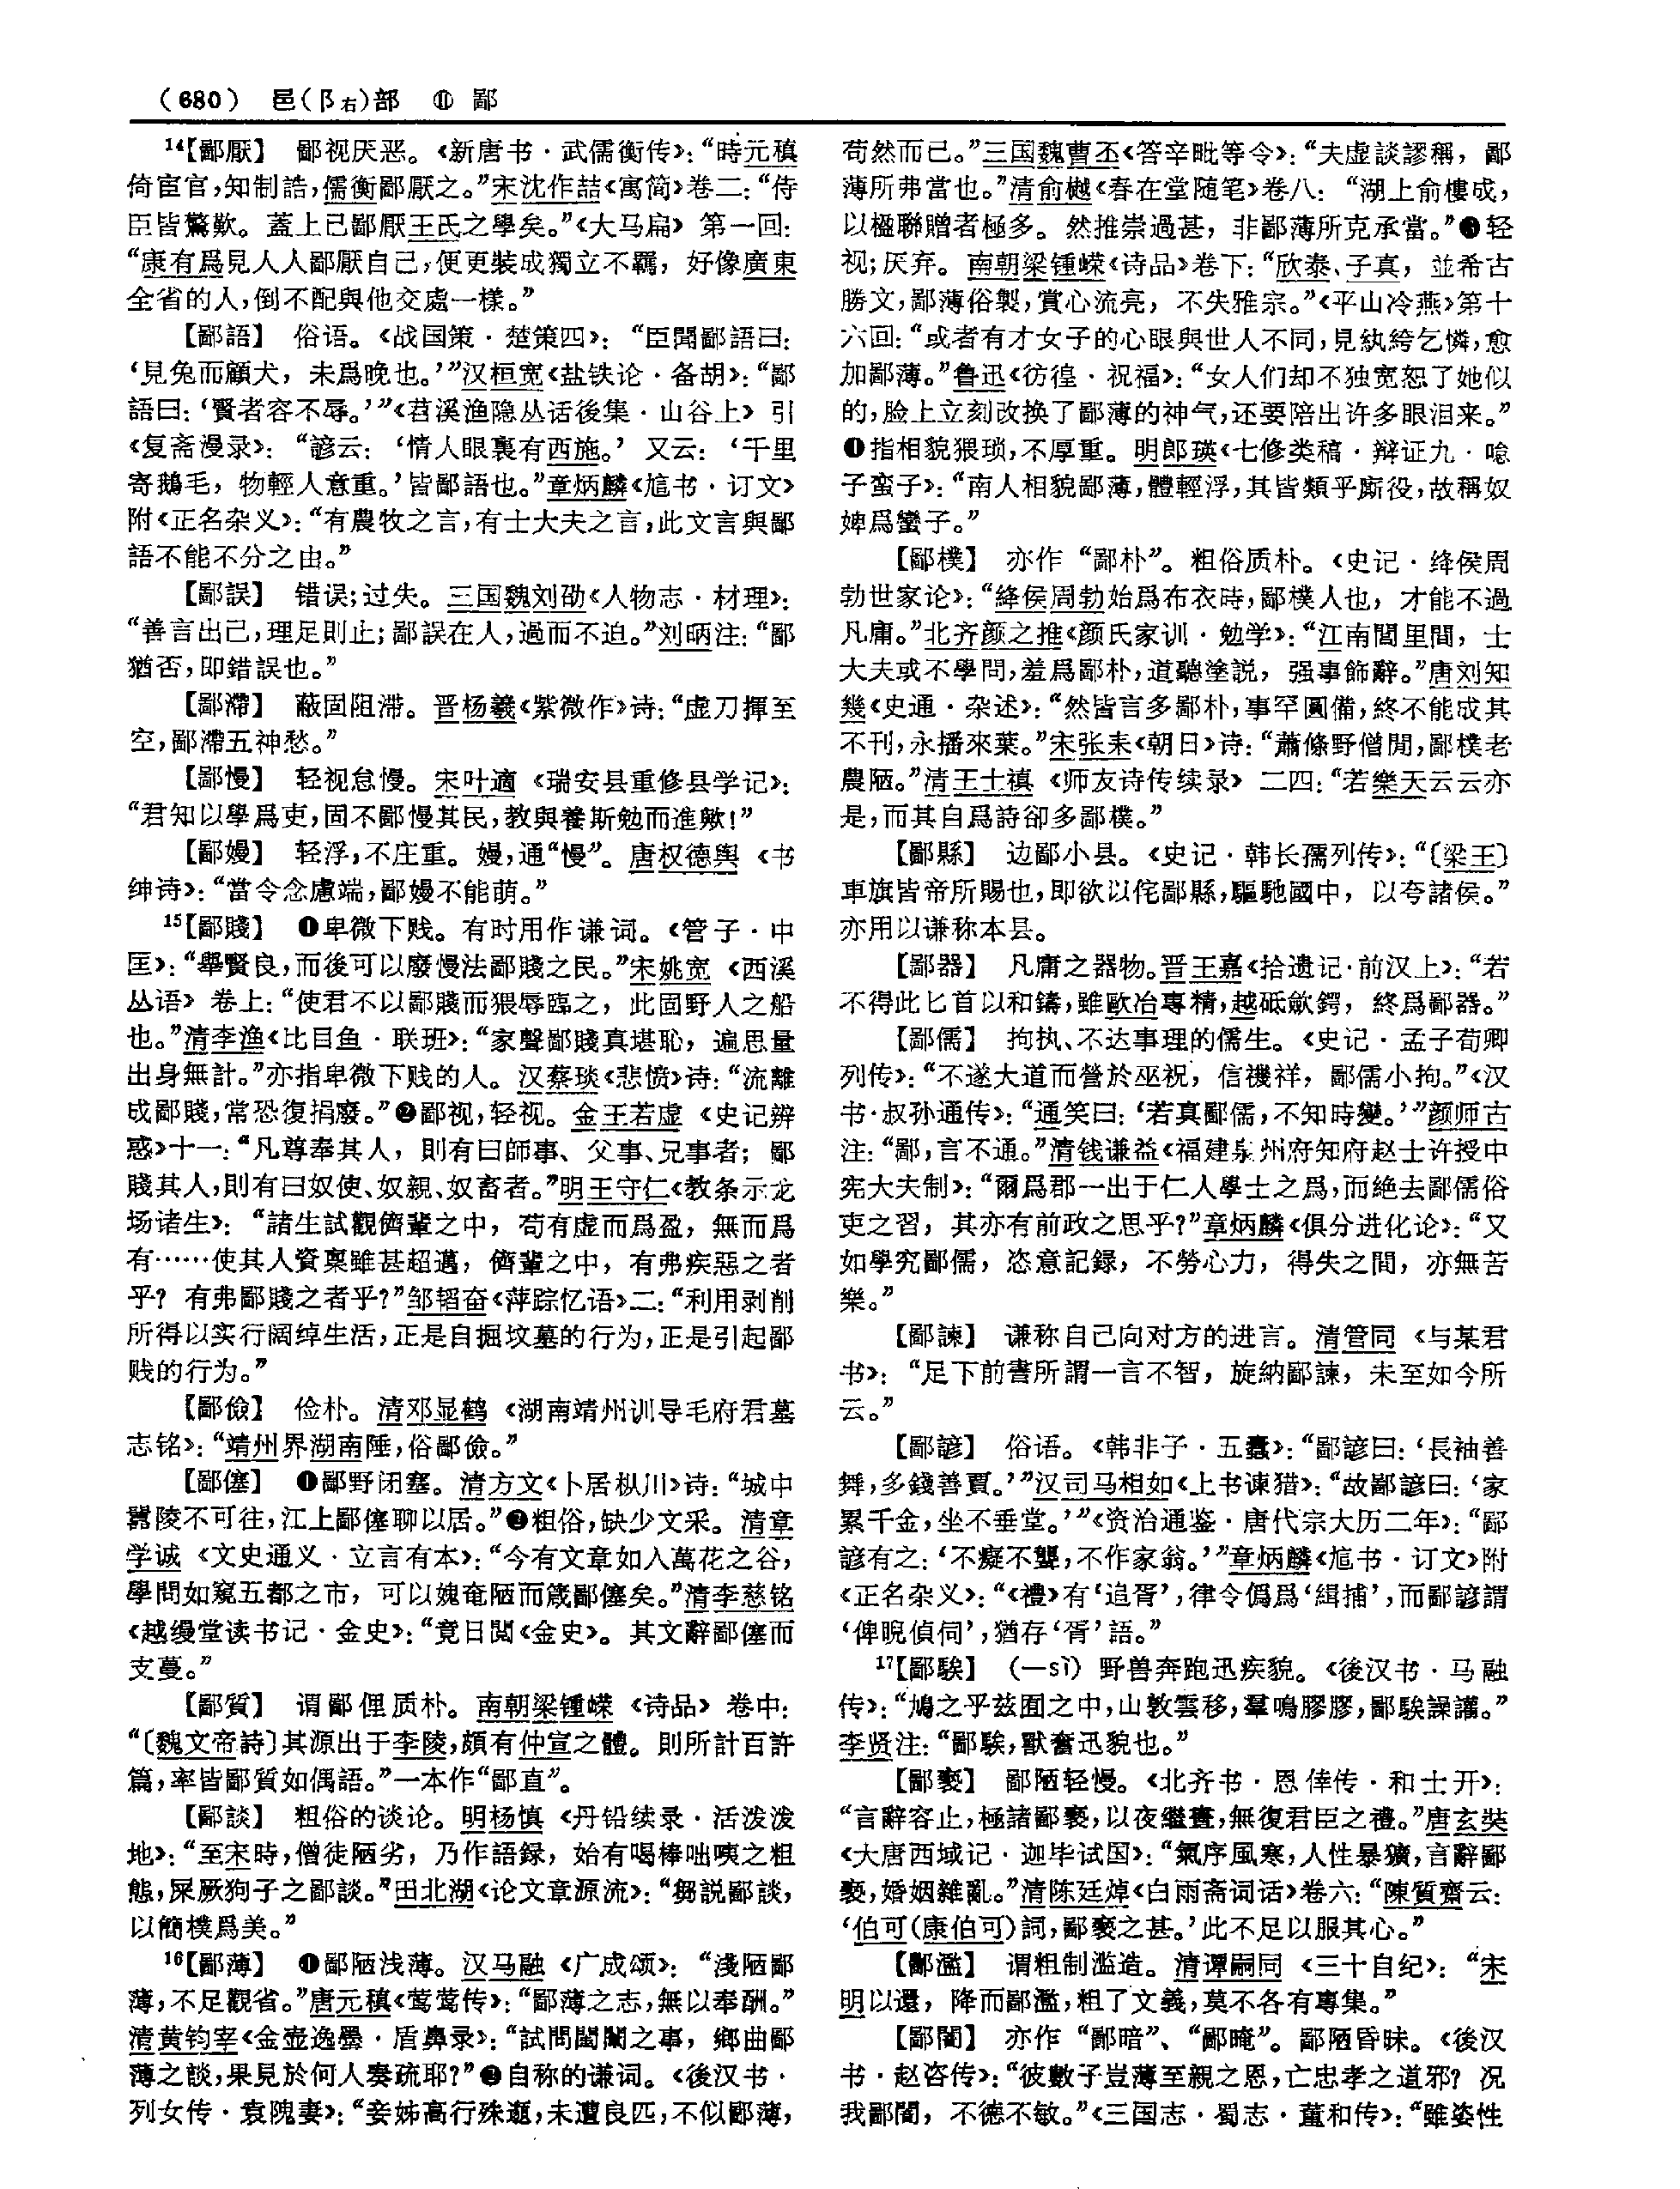 （680） 邑(阝右)部 ⑪ 鄙
¹⁴【鄙厭】 鄙视厌恶。《新唐书·武儒衡传》：“時元稹
倚宦官，知制誥，儒衡鄙厭之。”宋沈作喆《寓简》卷二：“侍
臣皆驚歎。蓋上已鄙厭王氏之學矣。”《大马扁》第一回：
“康有爲見人人鄙厭自己，便更裝成獨立不羈，好像廣東
全省的人，倒不配與他交處一樣。”
【鄙語】 俗语。《战国策·楚策四》：“臣聞鄙語曰：
‘見兔而顧犬，未爲晚也。’”汉桓宽《盐铁论·备胡》：“鄙
語曰：‘賢者容不辱。’”《苕溪渔隐丛话後集·山谷上》引
《复斋漫录》：“諺云：‘情人眼裏有西施。’又云：‘千里
寄鵝毛，物輕人意重。’皆鄙語也。”章炳麟《訄书·订文》
附《正名杂义》：“有農牧之言，有士大夫之言，此文言與鄙
語不能不分之由。”
【鄙誤】 错误；过失。三国魏刘劭《人物志·材理》：
“善言出己，理足則止；鄙誤在人，過而不迫。”刘昞注：“鄙
猶否，即錯誤也。”
【鄙滯】 蔽固阻滞。晋杨羲《紫微作》诗：“虚刀揮至
空，鄙滯五神愁。”
【鄙慢】 轻视怠慢。宋叶適《瑞安县重修县学记》：
“君知以學爲吏，固不鄙慢其民，教與養斯勉而進歟！”
【鄙嫚】 轻浮，不庄重。嫚，通“慢”。唐权德舆《书
绅诗》：“當令念慮端，鄙嫚不能萌。”
¹⁵【鄙賤】 ❶卑微下贱。有时用作谦词。《管子·中
匡》：“舉賢良，而後可以廢慢法鄙賤之民。”宋姚宽《西溪
丛语》卷上：“使君不以鄙賤而猥辱臨之，此固野人之船
也。”清李渔《比目鱼·联班》：“家聲鄙賤真堪恥，遍思量
出身無計。”亦指卑微下贱的人。汉蔡琰《悲愤》诗：“流離
成鄙賤，常恐復捐廢。”❷鄙视，轻视。金王若虚《史记辨
惑》十一：“凡尊奉其人，則有曰師事、父事、兄事者；鄙
賤其人，則有曰奴使、奴親、奴畜者。”明王守仁《教条示龙
场诸生》：“諸生試觀儕輩之中，苟有虚而爲盈，無而爲
有……使其人資稟雖甚超邁，儕輩之中，有弗疾惡之者
乎？有弗鄙賤之者乎？”邹韬奋《萍踪忆语》二：“利用剥削
所得以实行阔绰生活，正是自掘坟墓的行为，正是引起鄙
贱的行为。”
【鄙儉】 俭朴。清邓显鹤《湖南靖州训导毛府君墓
志铭》：“靖州界湖南陲，俗鄙儉。”
【鄙塞】 ❶鄙野闭塞。清方文《卜居枞川》诗：“城中
囂陵不可往，江上鄙僿聊以居。”❷粗俗，缺少文采。清章
学诚《文史通义·立言有本》：“今有文章如入萬花之谷，
學問如窺五都之市，可以媿奄陋而箴鄙僿矣。”清李慈铭
《越缦堂读书记·金史》：“竟日閲《金史》。其文辭鄙僿而
支蔓。”
【鄙質】 谓鄙俚质朴。南朝梁锺嵘《诗品》卷中：
“〔魏文帝詩〕其源出于李陵，頗有仲宣之體。則所計百許
篇，率皆鄙質如偶語。”一本作“鄙直”。
【鄙談】 粗俗的谈论。明杨慎《丹铅续录·活泼泼
地》：“至宋時，僧徒陋劣，乃作語録，始有喝棒咄咦之粗
態，屎厥狗子之鄙談。”田北湖《论文章源流》：“芻説鄙談，
以簡樸爲美。”
¹⁶【鄙薄】 ❶鄙陋浅薄。汉马融《广成颂》：“淺陋鄙
薄，不足觀省。”唐元稹《莺莺传》：“鄙薄之志，無以奉酬。”
清黄钧宰《金壶逸墨·盾鼻录》：“試問閨闈之事，鄉曲鄙
薄之談，果見於何人奏疏耶？”❷自称的谦词。《後汉书·
列女传·袁隗妻》：“妾姊高行殊邈，未遭良匹，不似鄙薄，
苟然而已。”三国魏曹丕《答辛毗等令》：“夫虚談謬稱，鄙
薄所弗當也。”清俞樾《春在堂随笔》卷八：“湖上俞樓成，
以楹聯贈者極多。然推崇過甚，非鄙薄所克承當。”❸轻
视；厌弃。南朝梁锺嵘《诗品》卷下：“欣泰、子真，並希古
勝文，鄙薄俗製，賞心流亮，不失雅宗。”《平山冷燕》第十
六回：“或者有才女子的心眼與世人不同，見紈絝乞憐，愈
加鄙薄。”鲁迅《彷徨·祝福》：“女人们却不独宽恕了她似
的，脸上立刻改换了鄙薄的神气，还要陪出许多眼泪来。”
❹指相貌猥琐，不厚重。明郎瑛《七修类稿·辩证九·噞
子蛮子》：“南人相貌鄙薄，體輕浮，其皆類乎廝役，故稱奴
婢爲蠻子。”
【鄙樸】 亦作“鄙朴”。粗俗质朴。《史记·绛侯周
勃世家论》：“絳侯周勃始爲布衣時，鄙樸人也，才能不過
凡庸。”北齐颜之推《颜氏家训·勉学》：“江南閭里間，士
大夫或不學問，羞爲鄙朴，道聽塗説，强事飾辭。”唐刘知
幾《史通·杂述》：“然皆言多鄙朴，事罕圓備，終不能成其
不刊，永播來葉。”宋张耒《朝日》诗：“蕭條野僧閒，鄙樸老
農陋。”清王士禛《师友诗传续录》二四：“若樂天云云亦
是，而其自爲詩卻多鄙樸。”
【鄙縣】 边鄙小县。《史记·韩长孺列传》：“〔梁王〕
車旗皆帝所賜也，即欲以侘鄙縣，驅馳國中，以夸諸侯。”
亦用以谦称本县。
【鄙器】 凡庸之器物。晋王嘉《拾遗记·前汉上》：“若
不得此匕首以和鑄，雖歐冶專精，越砥斂鍔，終爲鄙器。”
【鄙儒】 拘执、不达事理的儒生。《史记·孟子荀卿
列传》：“不遂大道而營於巫祝，信禨祥，鄙儒小拘。”《汉
书·叔孙通传》：“通笑曰：‘若真鄙儒，不知時變。’”颜师古
注：“鄙，言不通。”清钱谦益《福建泉州府知府赵士许授中
宪大夫制》：“爾爲郡一出于仁人學士之爲，而絶去鄙儒俗
吏之習，其亦有前政之思乎？”章炳麟《俱分进化论》：“又
如學究鄙儒，恣意記録，不勞心力，得失之間，亦無苦
樂。”
【鄙諫】 谦称自己向对方的进言。清管同《与某君
书》：“足下前書所謂一言不智，旋納鄙諫，未至如今所
云。”
【鄙諺】 俗语。《韩非子·五蠹》：“鄙諺曰：‘長袖善
舞，多錢善賈。’”汉司马相如《上书谏猎》：“故鄙諺曰：‘家
累千金，坐不垂堂。’”《资治通鉴·唐代宗大历二年》：“鄙
諺有之：‘不癡不聾，不作家翁。’”章炳麟《訄书·订文》附
《正名杂义》：“《禮》有‘追胥’，律令僞爲‘緝捕’，而鄙諺謂
‘俾睨偵伺’，猶存‘胥’語。”
¹⁷【鄙騃】 （—sì）野兽奔跑迅疾貌。《後汉书·马融
传》：“鳩之乎兹囿之中，山敦雲移，羣鳴膠膠，鄙騃譟讙。”
李贤注：“鄙騃，獸奮迅貌也。”
【鄙褻】 鄙陋轻慢。《北齐书·恩倖传·和士开》：
“言辭容止，極諸鄙褻，以夜繼晝，無復君臣之禮。”唐玄奘
《大唐西域记·迦毕试国》：“氣序風寒，人性暴獷，言辭鄙
褻，婚姻雜亂。”清陈廷焯《白雨斋词话》卷六：“陳質齋云：
‘伯可（康伯可）詞，鄙褻之甚。’此不足以服其心。”
【鄙濫】 谓粗制滥造。清谭嗣同《三十自纪》：“宋
明以還，降而鄙濫，粗了文義，莫不各有專集。”
【鄙闇】 亦作“鄙暗”、“鄙晻”。鄙陋昏昧。《後汉
书·赵咨传》：“彼數子豈薄至親之恩，亡忠孝之道邪？况
我鄙闇，不德不敏。”《三国志·蜀志·董和传》：“雖姿性